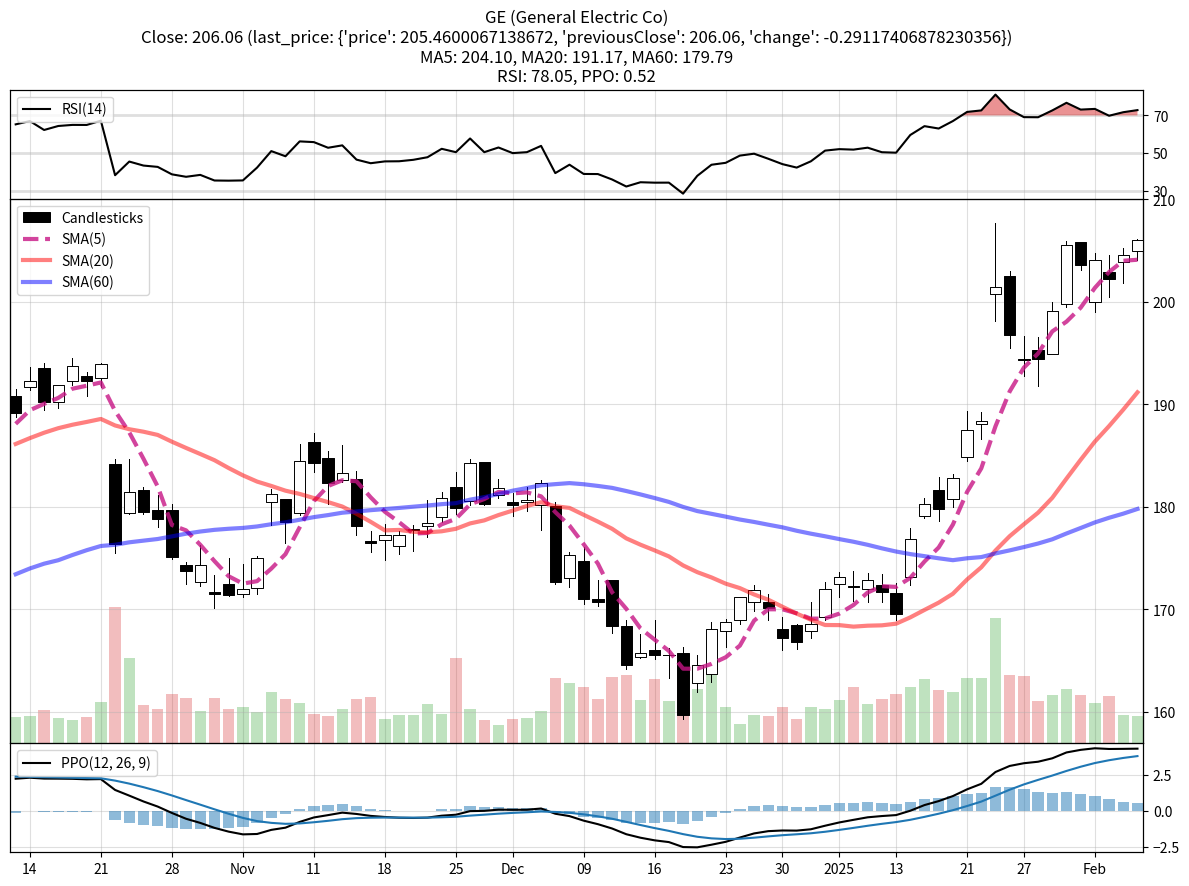 GE (General Electric Co)
Close: 206.06 (last_price: {'price': 205.4600067138672, 'previousClose': 206.06, 'change': -0.29117406878230356})
MA5: 204.10, MA20: 191.17, MA60: 179.79
RSI: 78.05, PPO: 0.52
RSI(14)
70
50
30
210
Candlesticks
SMA(5)
SMA(20)
SMA(60)
200
190
180
170
160
PPO(12, 26, 9)
2.5
0.0
−2.5
14 21 28 Nov 11 18 25 Dec 09 16 23 30 2025 13 21 27 Feb